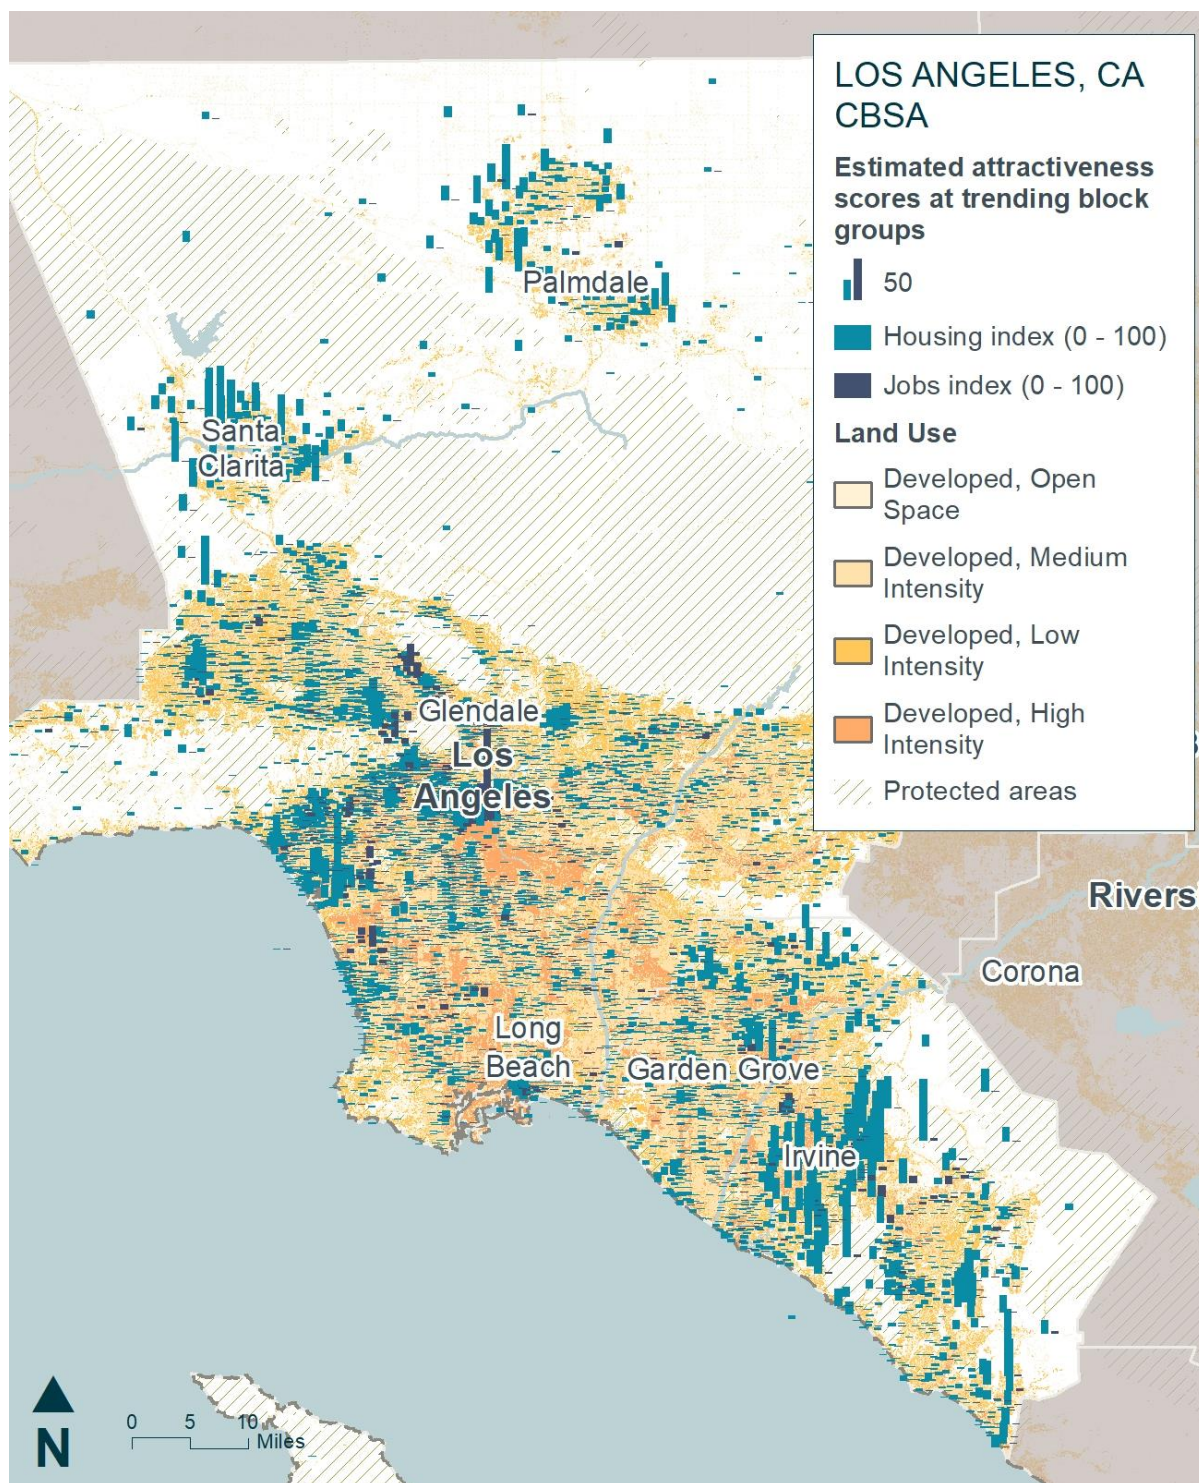 LOS ANGELES, CA
CBSA
Estimated attractiveness
scores at trending block
groups
50
Housing index (0 - 100)
Jobs index (0 - 100)
Land Use
Developed, Open
Space
Developed, Medium
Intensity
Developed, Low
Intensity
Developed, High
Intensity
Protected areas
Palmdale
Santa
Clarita
Glendale
Los
Angeles
Rivers
Corona
Long
Beach
Garden Grove
Irvine
N
0 5 10
Miles